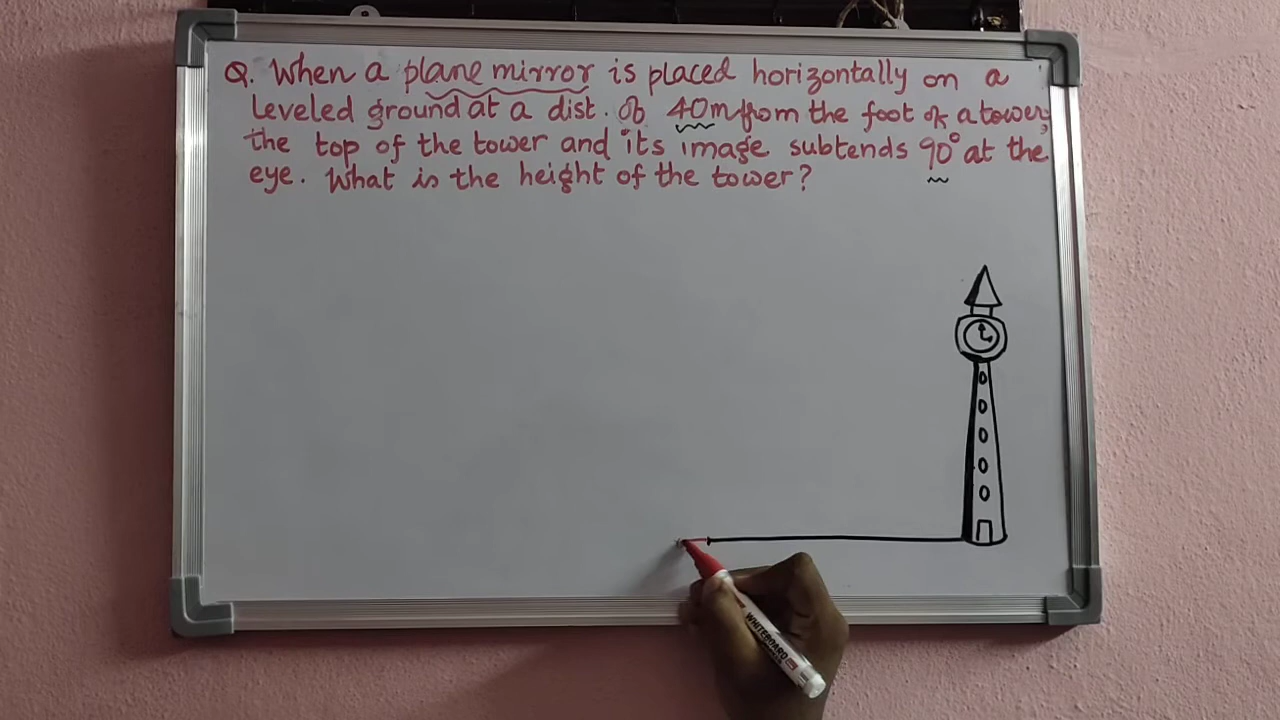 Q. When a plane mirror is placed horizontally on a
leveled ground at a dist. of 40m from the foot of a tower,
the top of the tower and its image subtends 90° at the
eye. What is the height of the tower?
WHITEBOARD